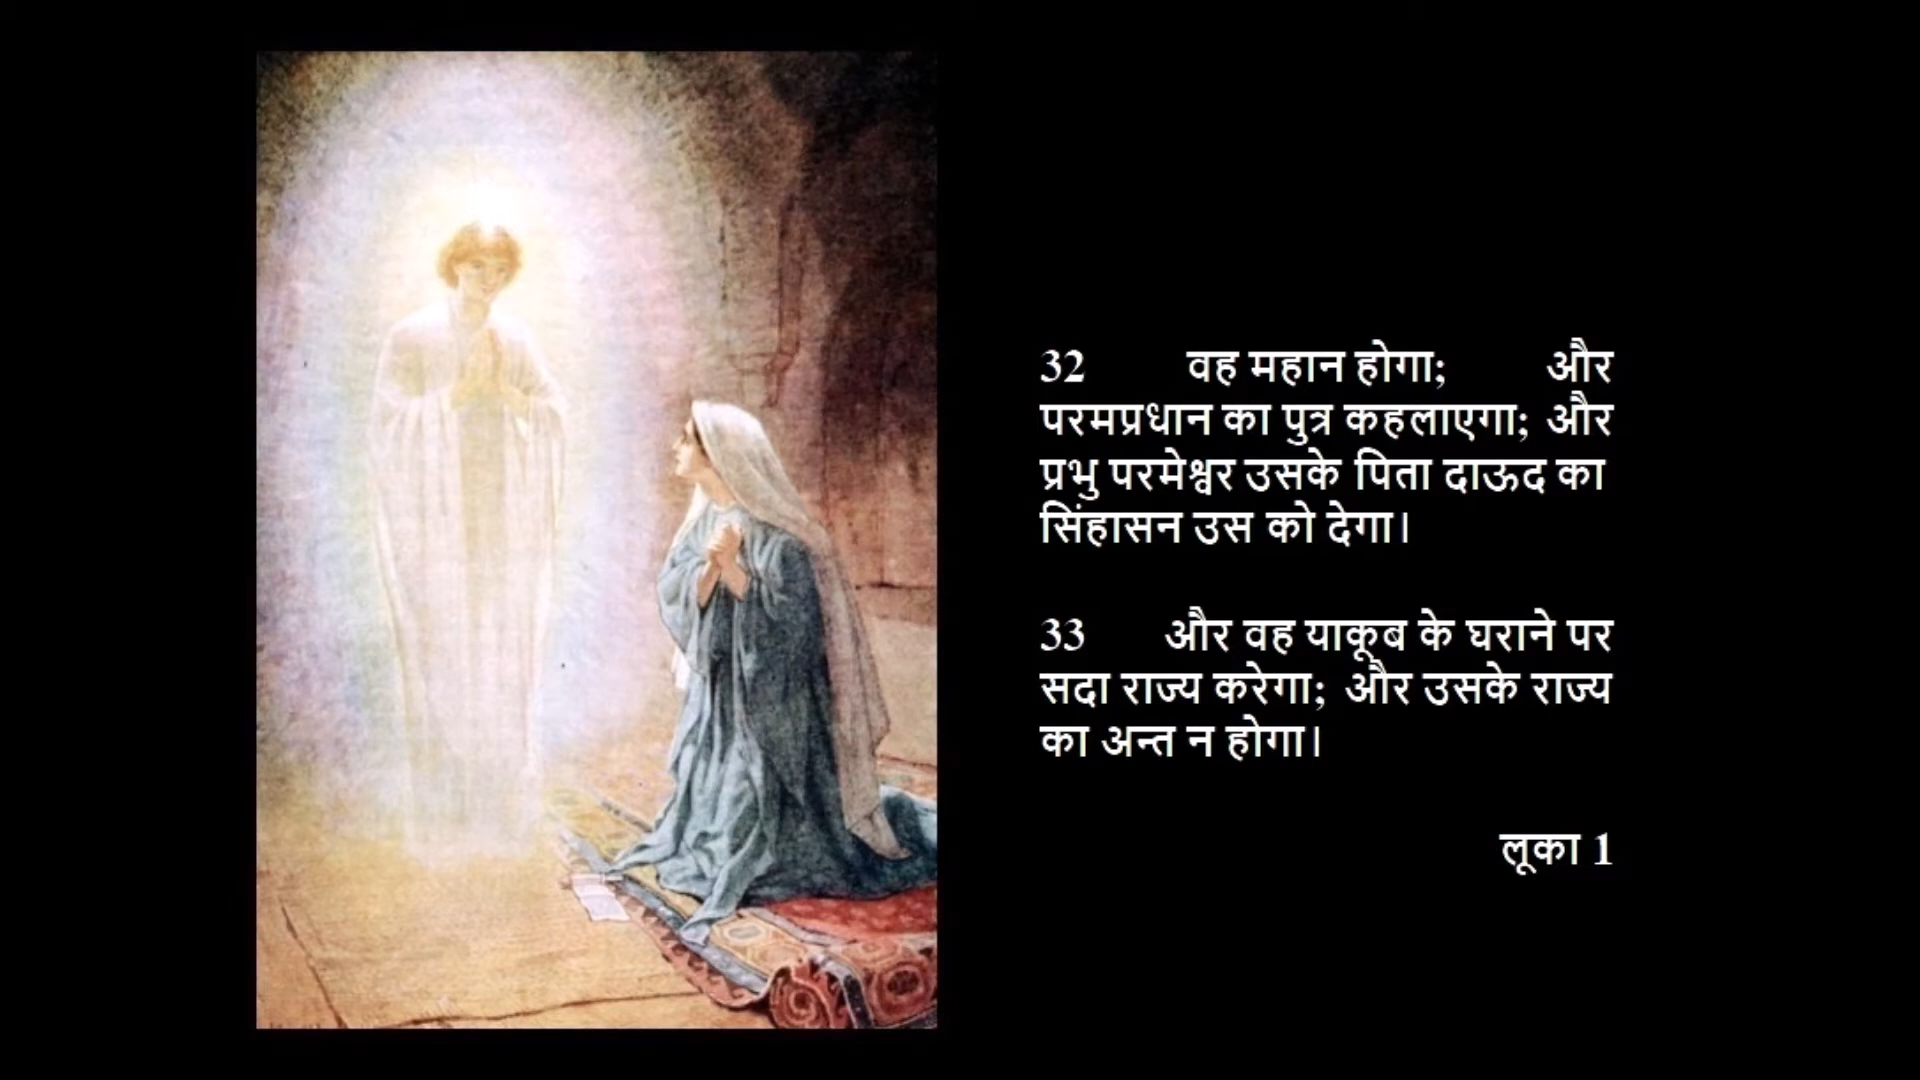 32 वह महान होगा; और
परमप्रधान का पुत्र कहलाएगा; और
प्रभु परमेश्वर उसके पिता दाऊद का
सिंहासन उस को देगा।
33 और वह याकूब के घराने पर
सदा राज्य करेगा; और उसके राज्य
का अन्त न होगा।
लूका 1